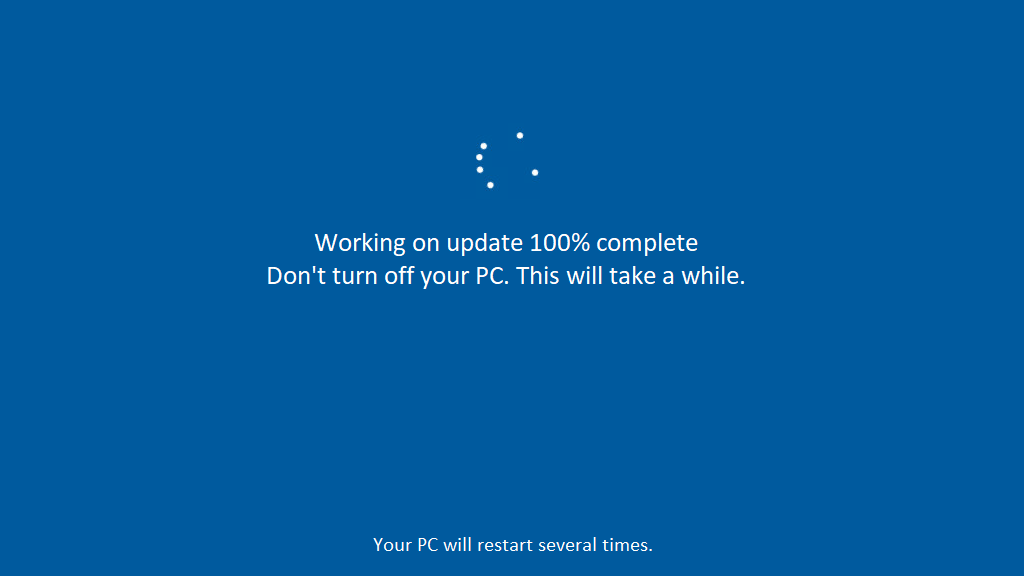 Working on update 100% complete
Don't turn off your PC. This will take a while.
Your PC will restart several times.